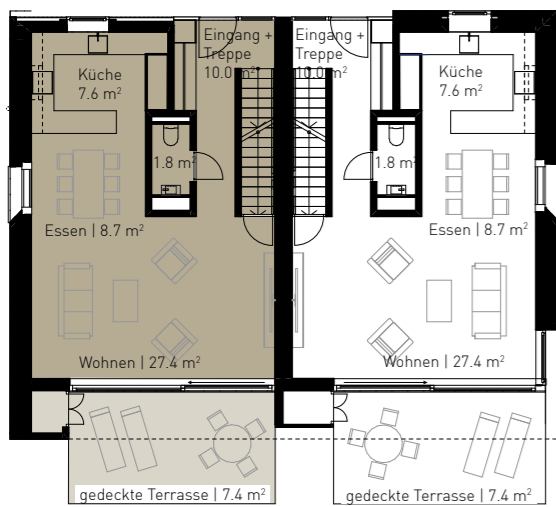 Eingang +
Treppe
10.0 m²
Küche
7.6 m²
1.8 m²
Essen | 8.7 m²
Wohnen | 27.4 m²
gedeckte Terrasse | 7.4 m²
Eingang +
Treppe
10.0 m²
Küche
7.6 m²
1.8 m²
Essen | 8.7 m²
Wohnen | 27.4 m²
gedeckte Terrasse | 7.4 m²